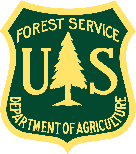 FOREST SERVICE
U S
DEPARTMENT OF AGRICULTURE